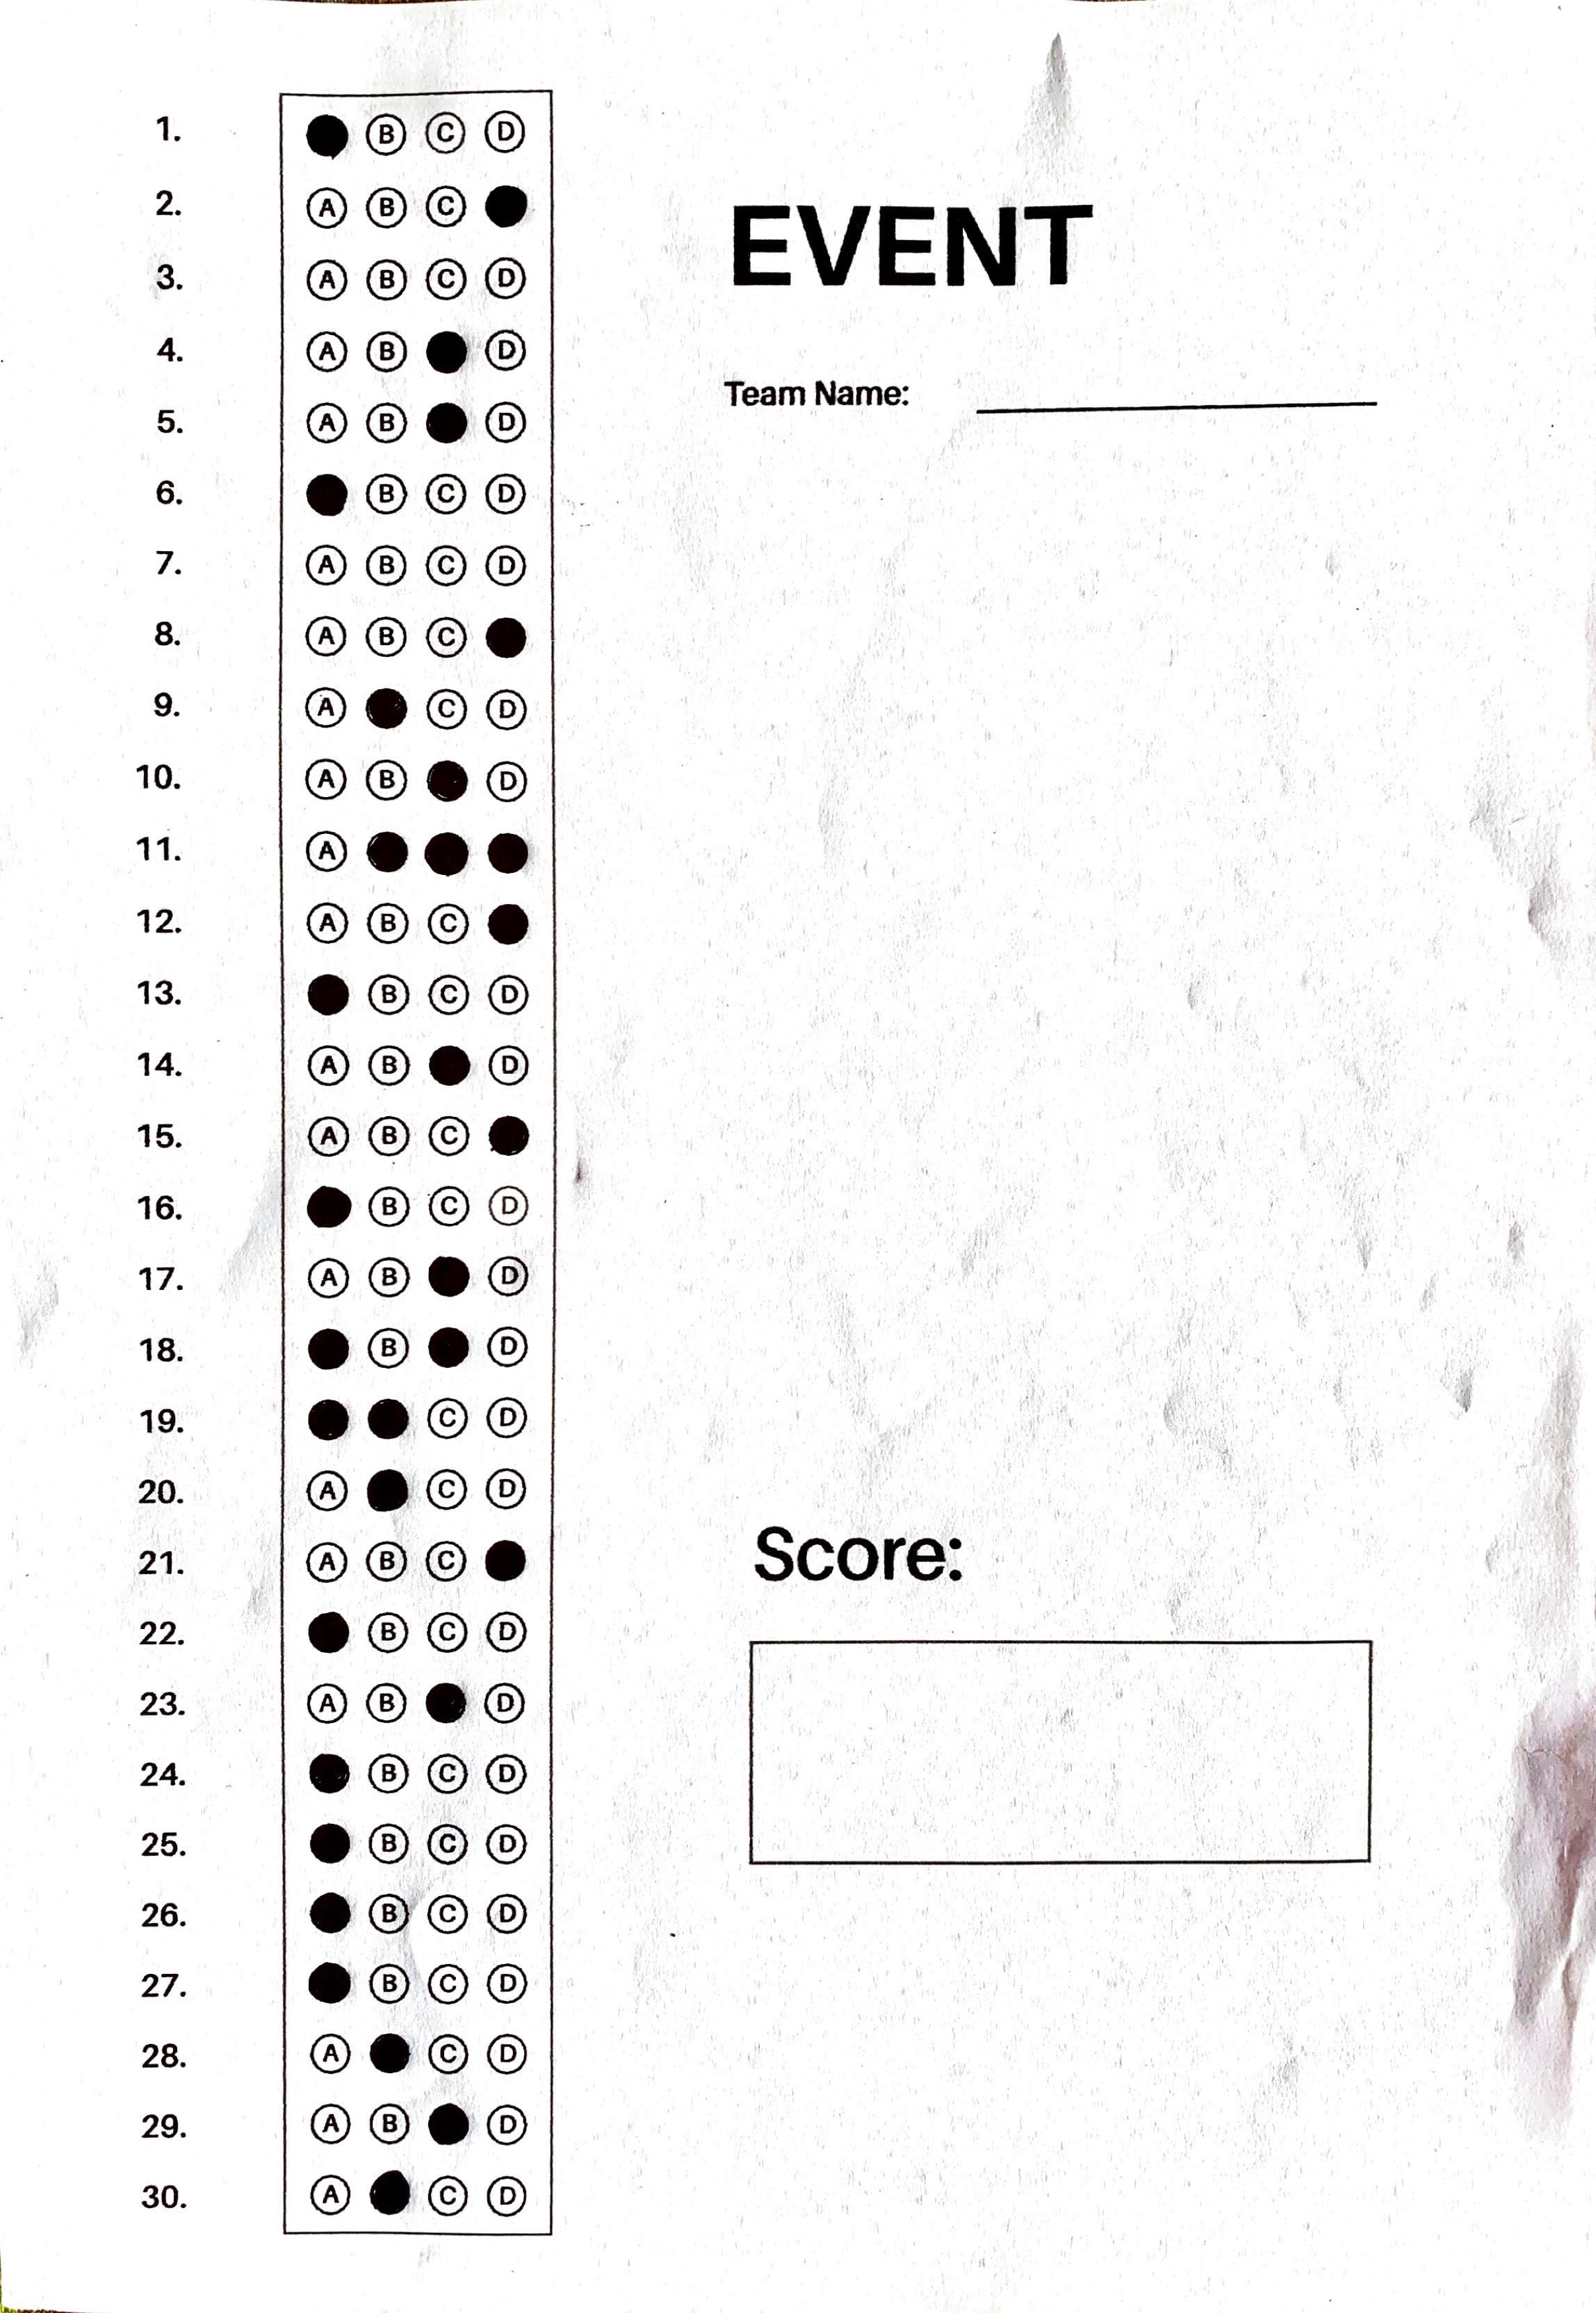 1. B C D
2. A B C
3. A B C D
4. A B D
5. A B D
6. B C D
7. A B C D
8. A B C
9. A C D
10. A B D
11. A
12. A B C
13. B C D
14. A B D
15. A B C
16. B C D
17. A B D
18. B D
19. C D
20. A C D
21. A B C
22. B C D
23. A B D
24. B C D
25. B C D
26. B C D
27. B C D
28. A C D
29. A B D
30. A C D
EVENT
Team Name:
Score: